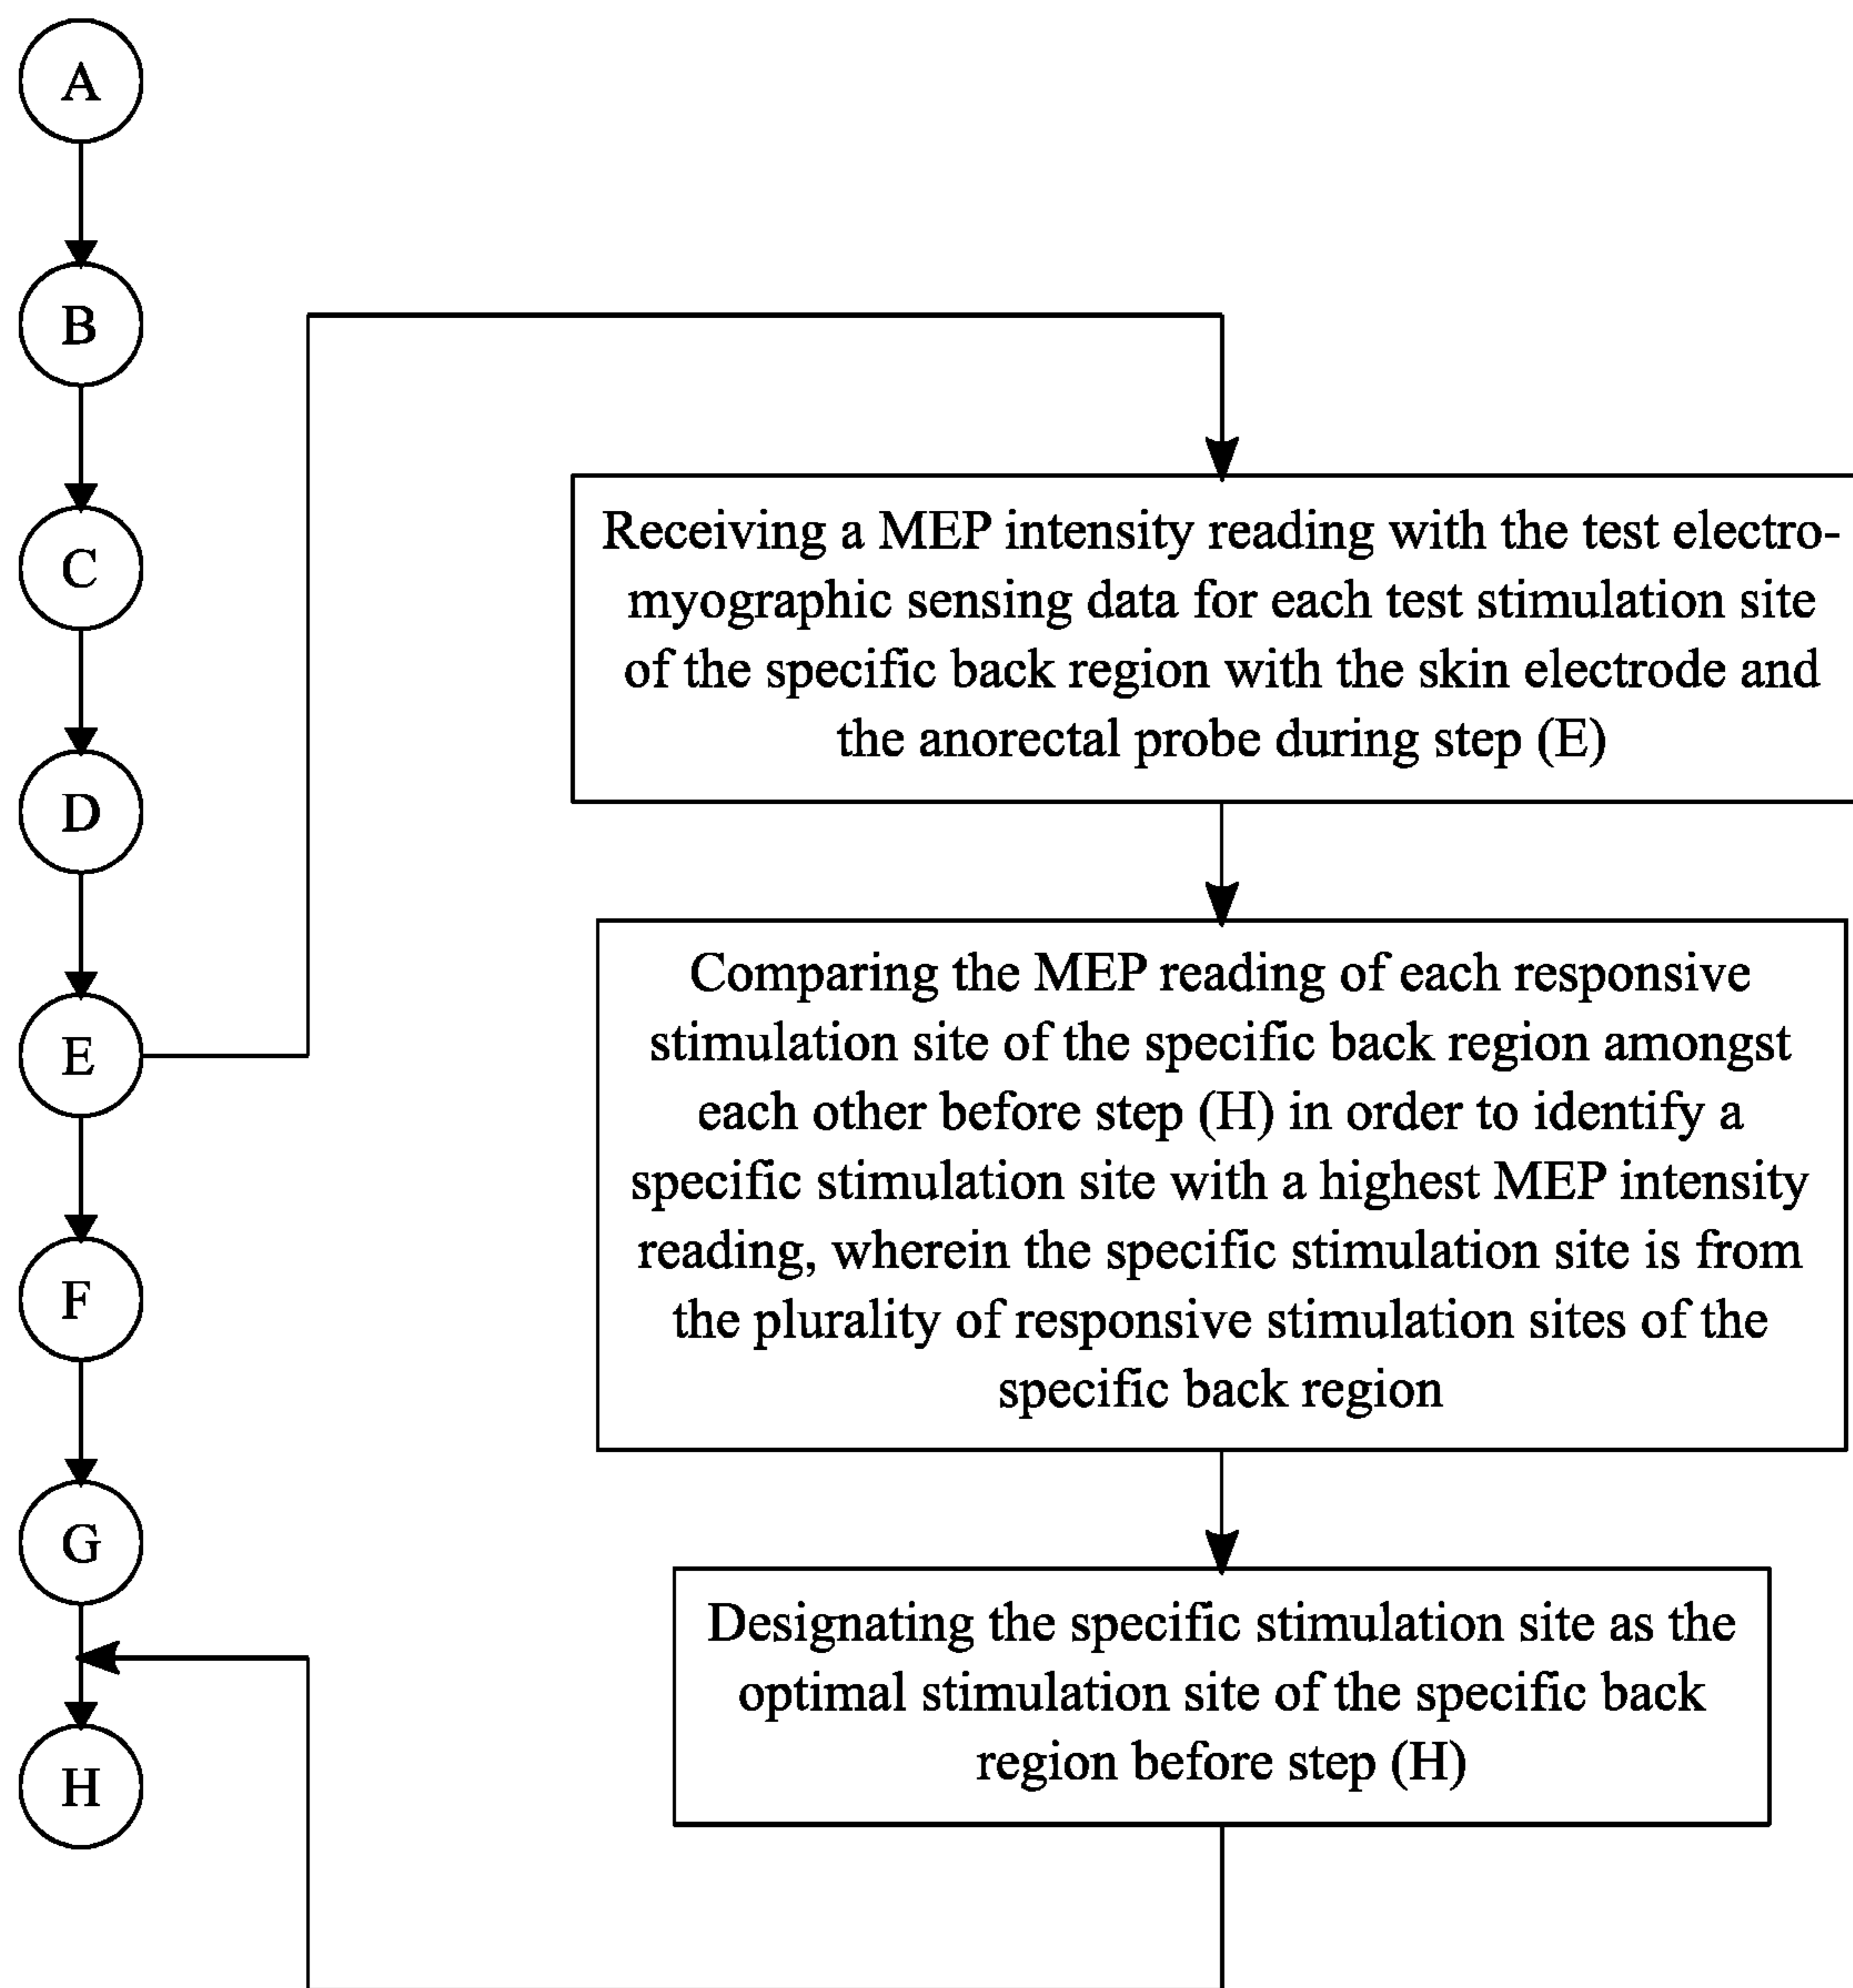 A
B
C
D
E
F
G
H
Receiving a MEP intensity reading with the test electro-
myographic sensing data for each test stimulation site
of the specific back region with the skin electrode and
the anorectal probe during step (E)
Comparing the MEP reading of each responsive
stimulation site of the specific back region amongst
each other before step (H) in order to identify a
specific stimulation site with a highest MEP intensity
reading, wherein the specific stimulation site is from
the plurality of responsive stimulation sites of the
specific back region
Designating the specific stimulation site as the
optimal stimulation site of the specific back
region before step (H)